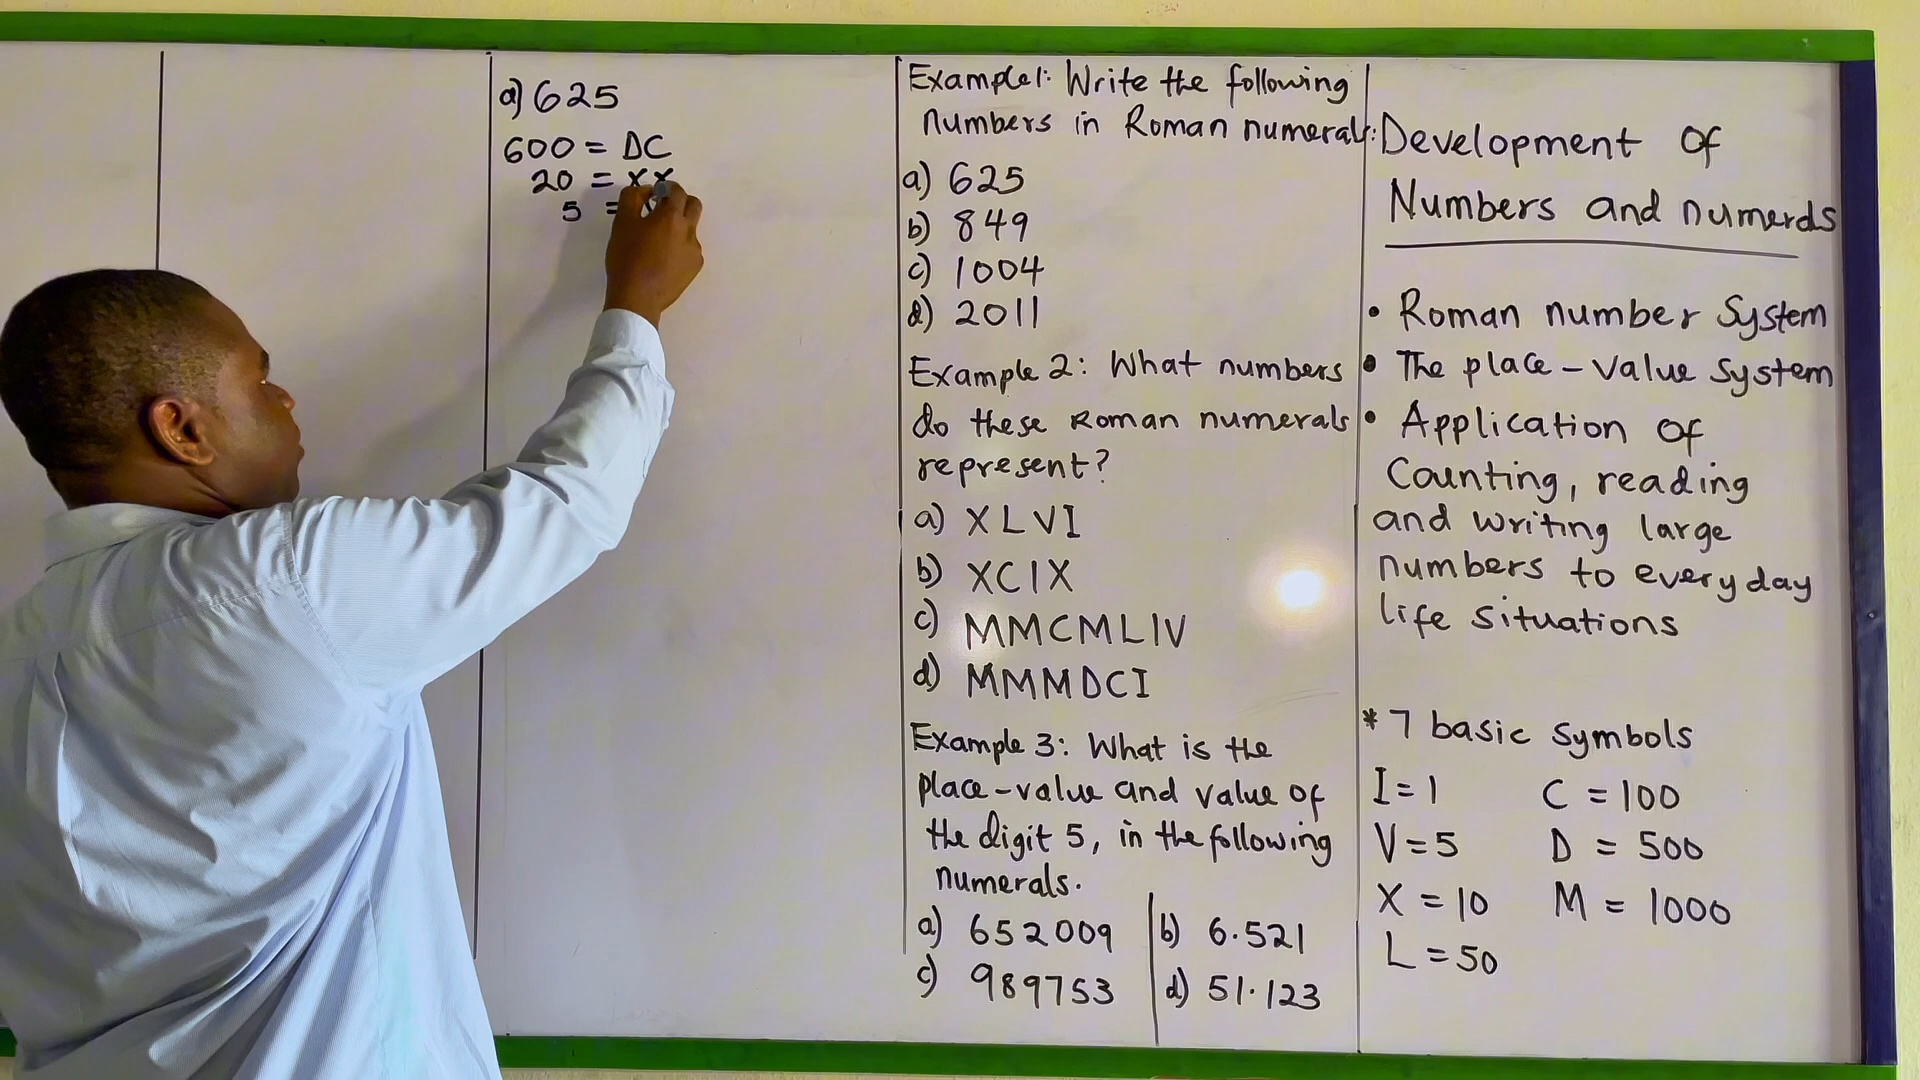 a) 625
600 = DC
20 = XX
5 =
Example 1: Write the following
numbers in Roman numerals:
a) 625
b) 849
c) 1004
d) 2011
Example 2: What numbers
do these Roman numerals
represent?
a) XLVI
b) XCIX
c) MMCMLIV
d) MMMDCI
Example 3: What is the
place-value and value of
the digit 5, in the following
numerals.
a) 652009
b) 6.521
c) 989753
d) 51.123
Development of
Numbers and numerals
• Roman number System
• The place-value System
• Application of
Counting, reading
and writing large
numbers to everyday
life situations
* 7 basic Symbols
I = 1
C = 100
V = 5
D = 500
X = 10
M = 1000
L = 50